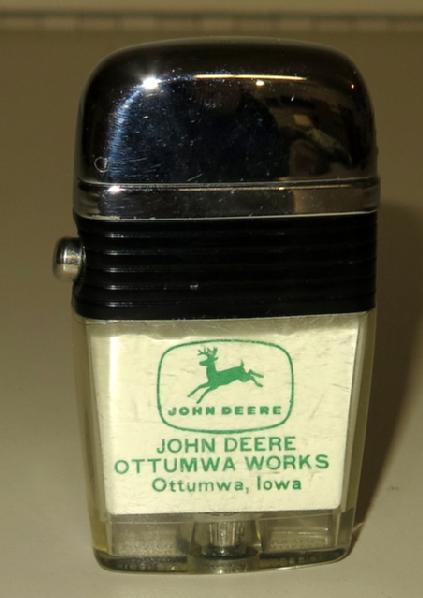 JOHN DEERE
JOHN DEERE
OTTUMWA WORKS
Ottumwa, Iowa